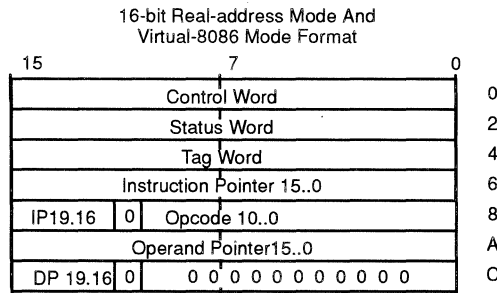 16-bit Real-address Mode And
Virtual-8086 Mode Format
15 7 0
Control Word 0
Status Word 2
Tag Word 4
Instruction Pointer 15..0 6
IP19.16 0 Opcode 10..0 8
Operand Pointer15..0 A
DP 19.16 0 0 0 0 0 0 0 0 0 0 0 0 C